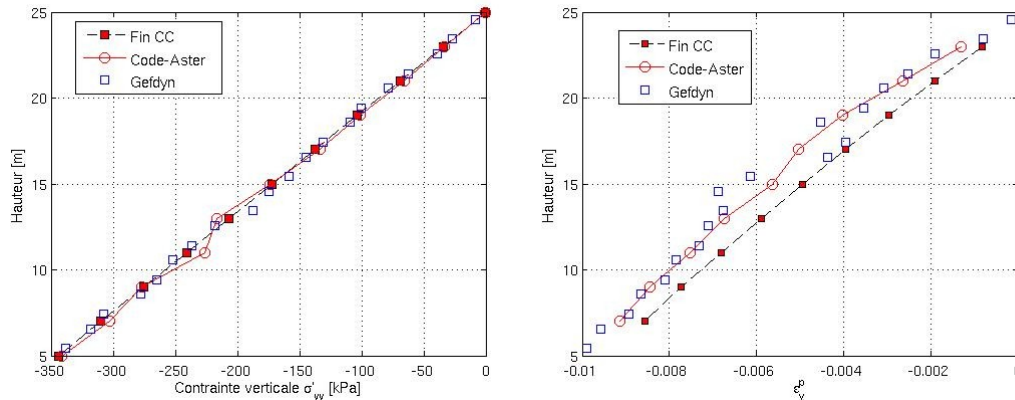 25
20
15
10
5
Hauteur [m]
Fin CC
Code-Aster
Gefdyn
-350 -300 -250 -200 -150 -100 -50 0
Contrainte verticale σ'yy [kPa]
25
20
15
10
5
Hauteur [m]
Fin CC
Code-Aster
Gefdyn
-0.01 -0.008 -0.006 -0.004 -0.002 0
εvp